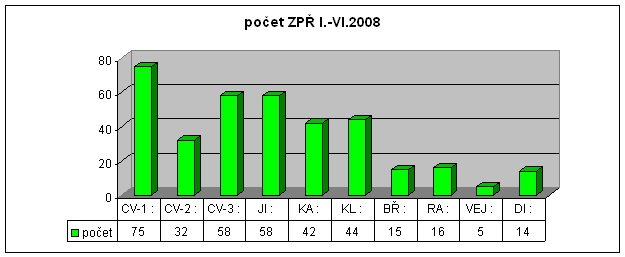 počet ZPŘ I.-VI.2008
80
60
40
20
0
CV-1 : CV-2 : CV-3 : JI : KA : KL : BŘ : RA : VEJ : DI :
počet 75 32 58 58 42 44 15 16 5 14